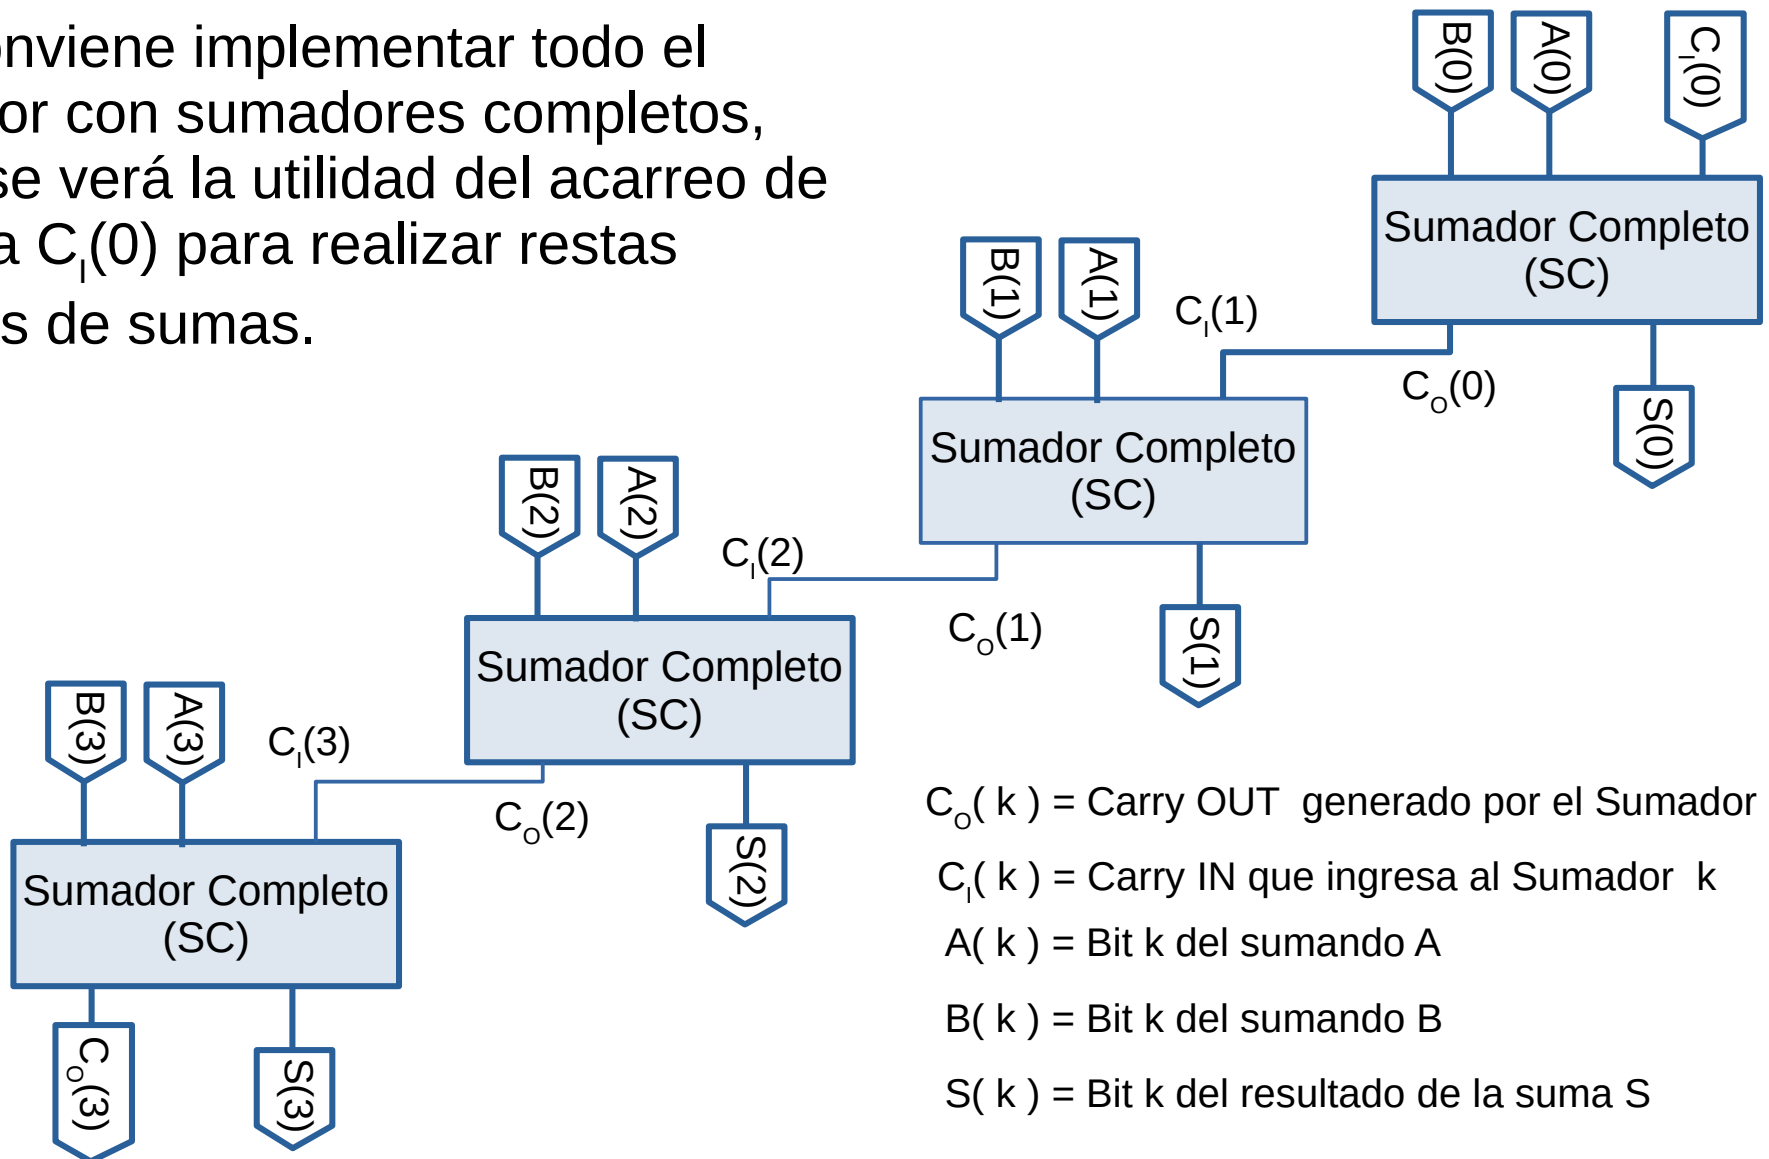 nviene implementar todo el
or con sumadores completos,
se verá la utilidad del acarreo de
a CI(0) para realizar restas
s de sumas.
B(0)
A(0)
CI(0)
Sumador Completo
(SC)
B(1)
A(1)
CI(1)
CO(0)
S(0)
Sumador Completo
(SC)
B(2)
A(2)
CI(2)
CO(1)
S(1)
Sumador Completo
(SC)
B(3)
A(3)
CI(3)
CO(2)
S(2)
Sumador Completo
(SC)
CO(3)
S(3)
CO( k ) = Carry OUT generado por el Sumador
CI( k ) = Carry IN que ingresa al Sumador k
A( k ) = Bit k del sumando A
B( k ) = Bit k del sumando B
S( k ) = Bit k del resultado de la suma S